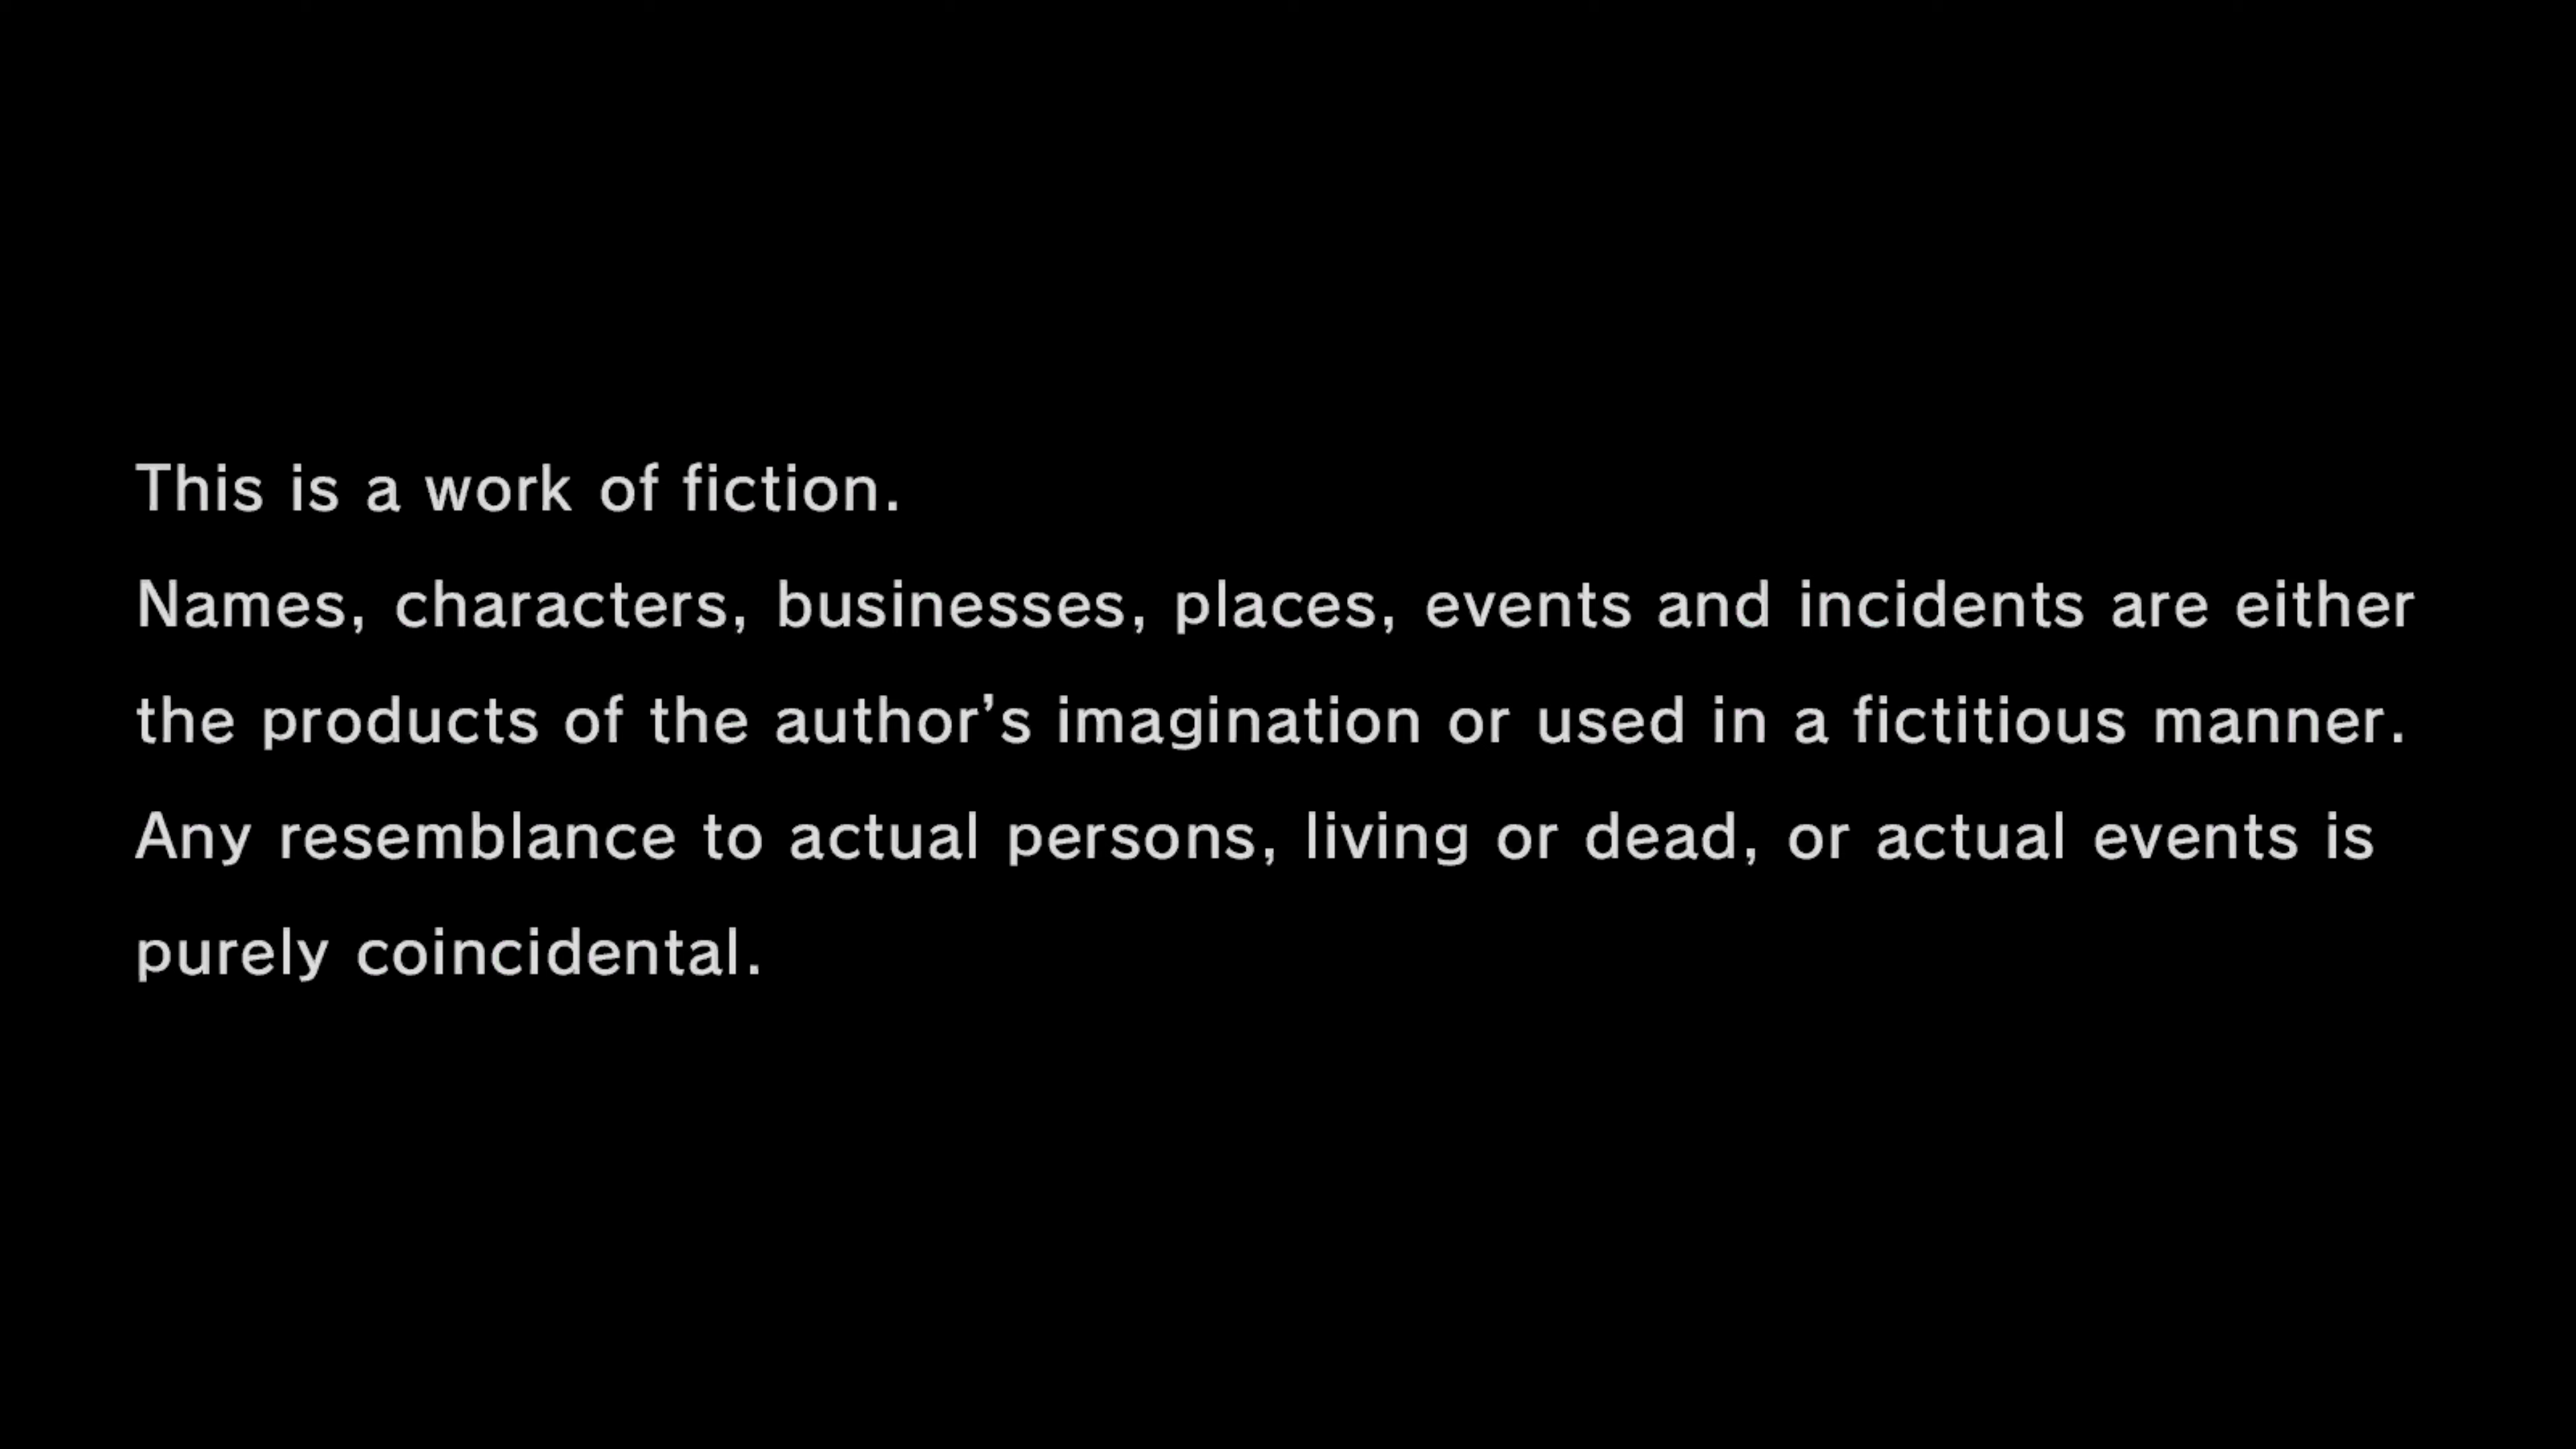 This is a work of fiction.
Names, characters, businesses, places, events and incidents are either
the products of the author’s imagination or used in a fictitious manner.
Any resemblance to actual persons, living or dead, or actual events is
purely coincidental.